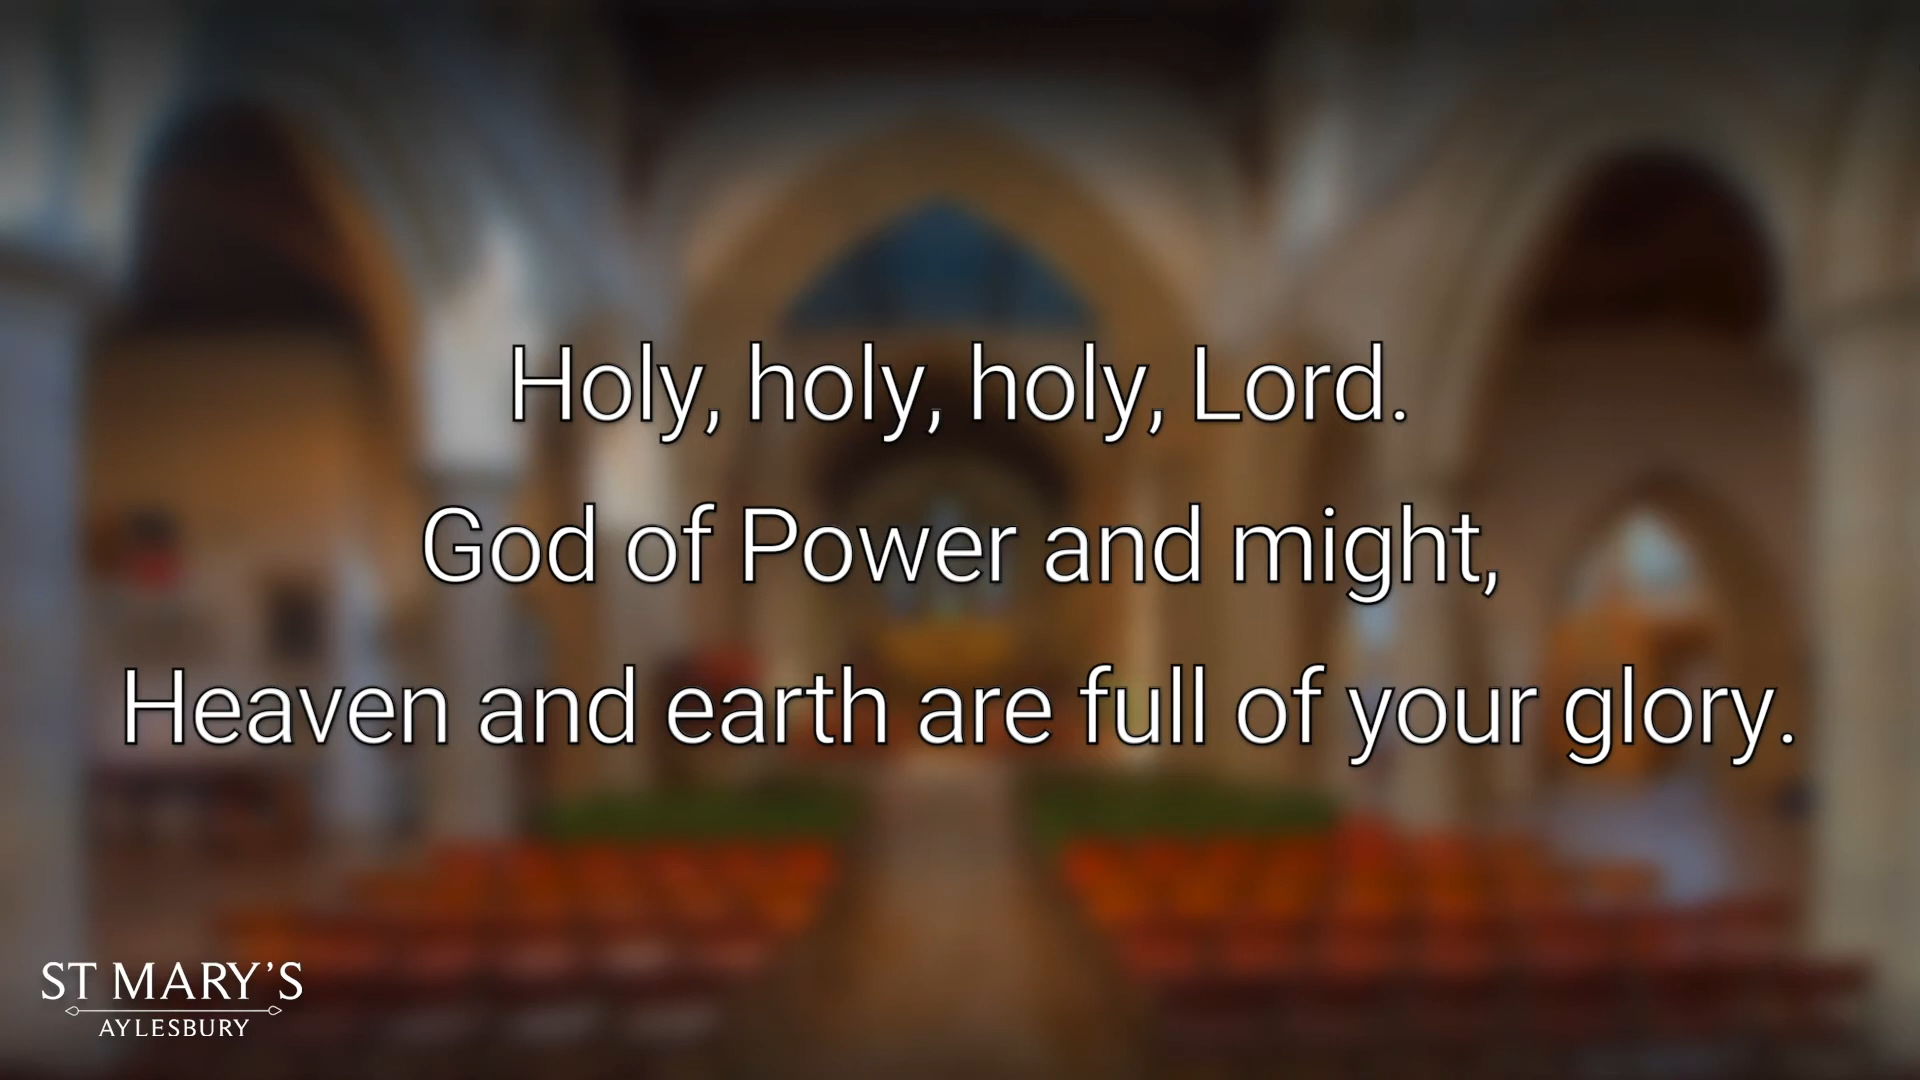 Holy, holy, holy, Lord.
God of Power and might,
Heaven and earth are full of your glory.
ST MARY'S
AYLESBURY